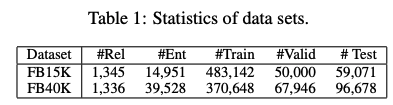 Table 1: Statistics of data sets.
Dataset #Rel #Ent #Train #Valid # Test
FB15K 1,345 14,951 483,142 50,000 59,071
FB40K 1,336 39,528 370,648 67,946 96,678